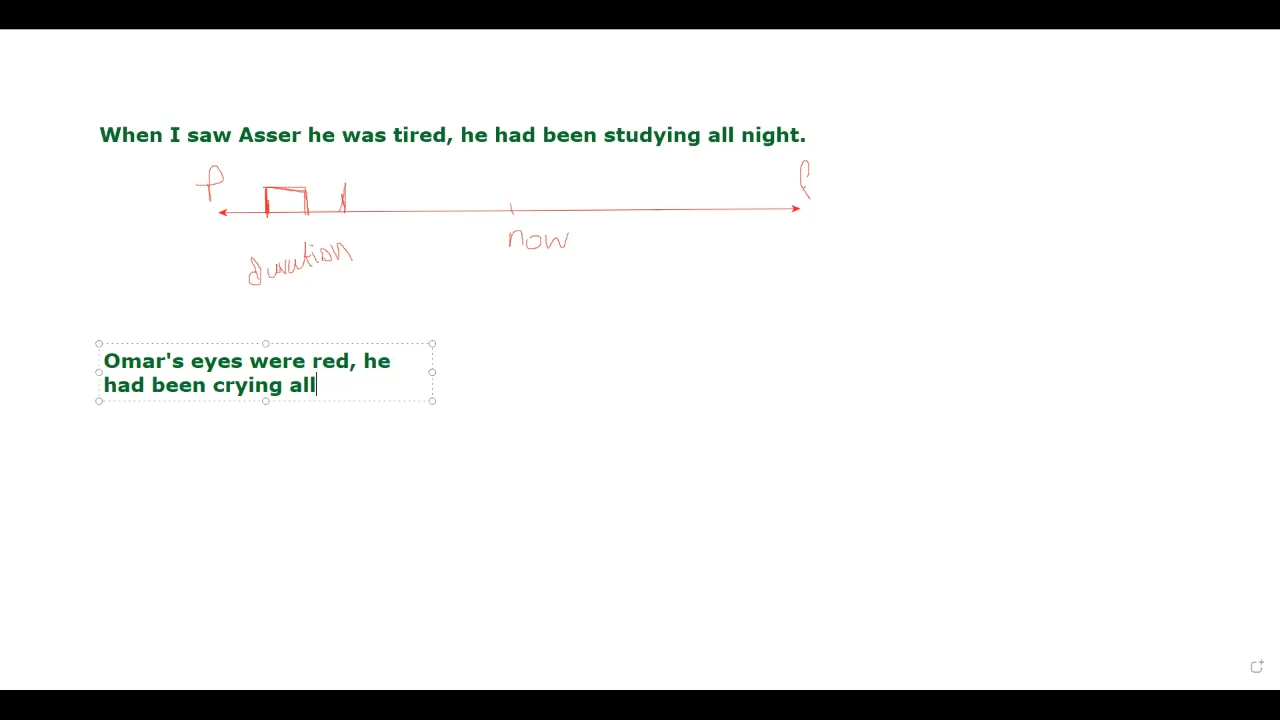 When I saw Asser he was tired, he had been studying all night.
P
duration
now
Omar's eyes were red, he
had been crying all